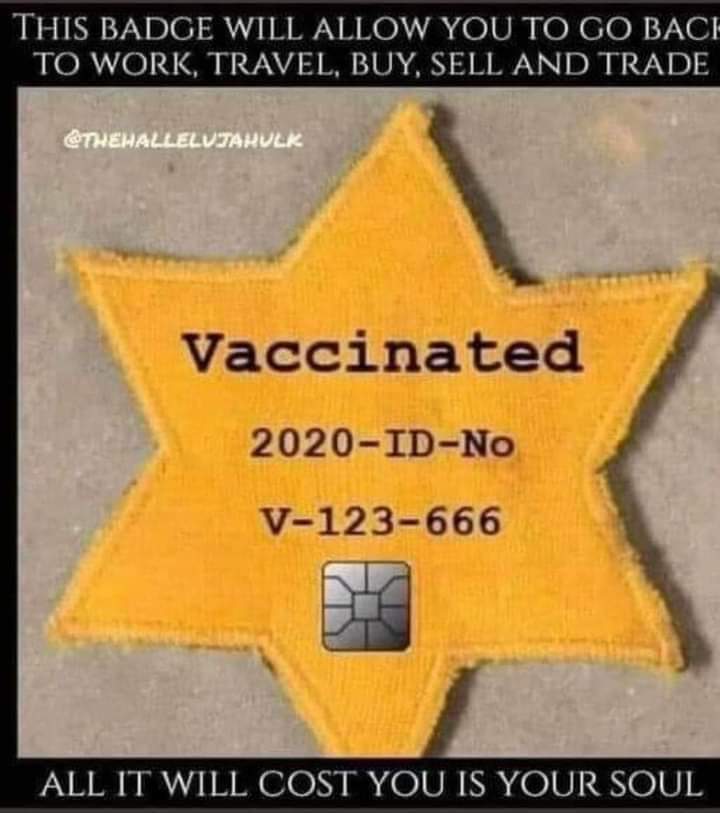 THIS BADGE WILL ALLOW YOU TO GO BACK
TO WORK, TRAVEL, BUY, SELL AND TRADE
@THEHALLELUJAHULK
Vaccinated
2020-ID-No
V-123-666
ALL IT WILL COST YOU IS YOUR SOUL